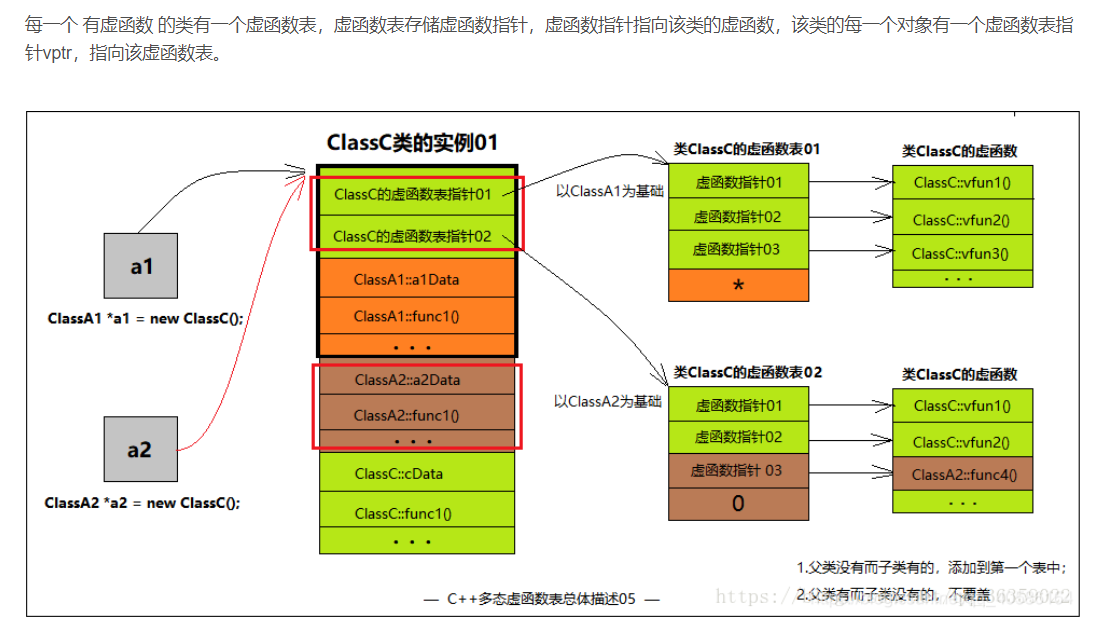 每一个 有虚函数 的类有一个虚函数表，虚函数表存储虚函数指针，虚函数指针指向该类的虚函数，该类的每一个对象有一个虚函数表指
针vptr，指向该虚函数表。
ClassC类的实例01
ClassC的虚函数表指针01
ClassC的虚函数表指针02
ClassA1::a1Data
ClassA1::func1()
· · ·
ClassA2::a2Data
ClassA2::func1()
· · ·
ClassC::cData
ClassC::func1()
· · ·
a1
ClassA1 *a1 = new ClassC();
a2
ClassA2 *a2 = new ClassC();
以ClassA1为基础
类ClassC的虚函数表01
虚函数指针01
虚函数指针02
虚函数指针03
*
类ClassC的虚函数
ClassC::vfun1()
ClassC::vfun2()
ClassC::vfun3()
· · ·
以ClassA2为基础
类ClassC的虚函数表02
虚函数指针01
虚函数指针02
虚函数指针 03
0
类ClassC的虚函数
ClassC::vfun1()
ClassC::vfun2()
ClassA2::func4()
· · ·
1.父类没有而子类有的，添加到第一个表中；
2.父类有而子类没有的，不覆盖
— C++多态虚函数表总体描述05 —